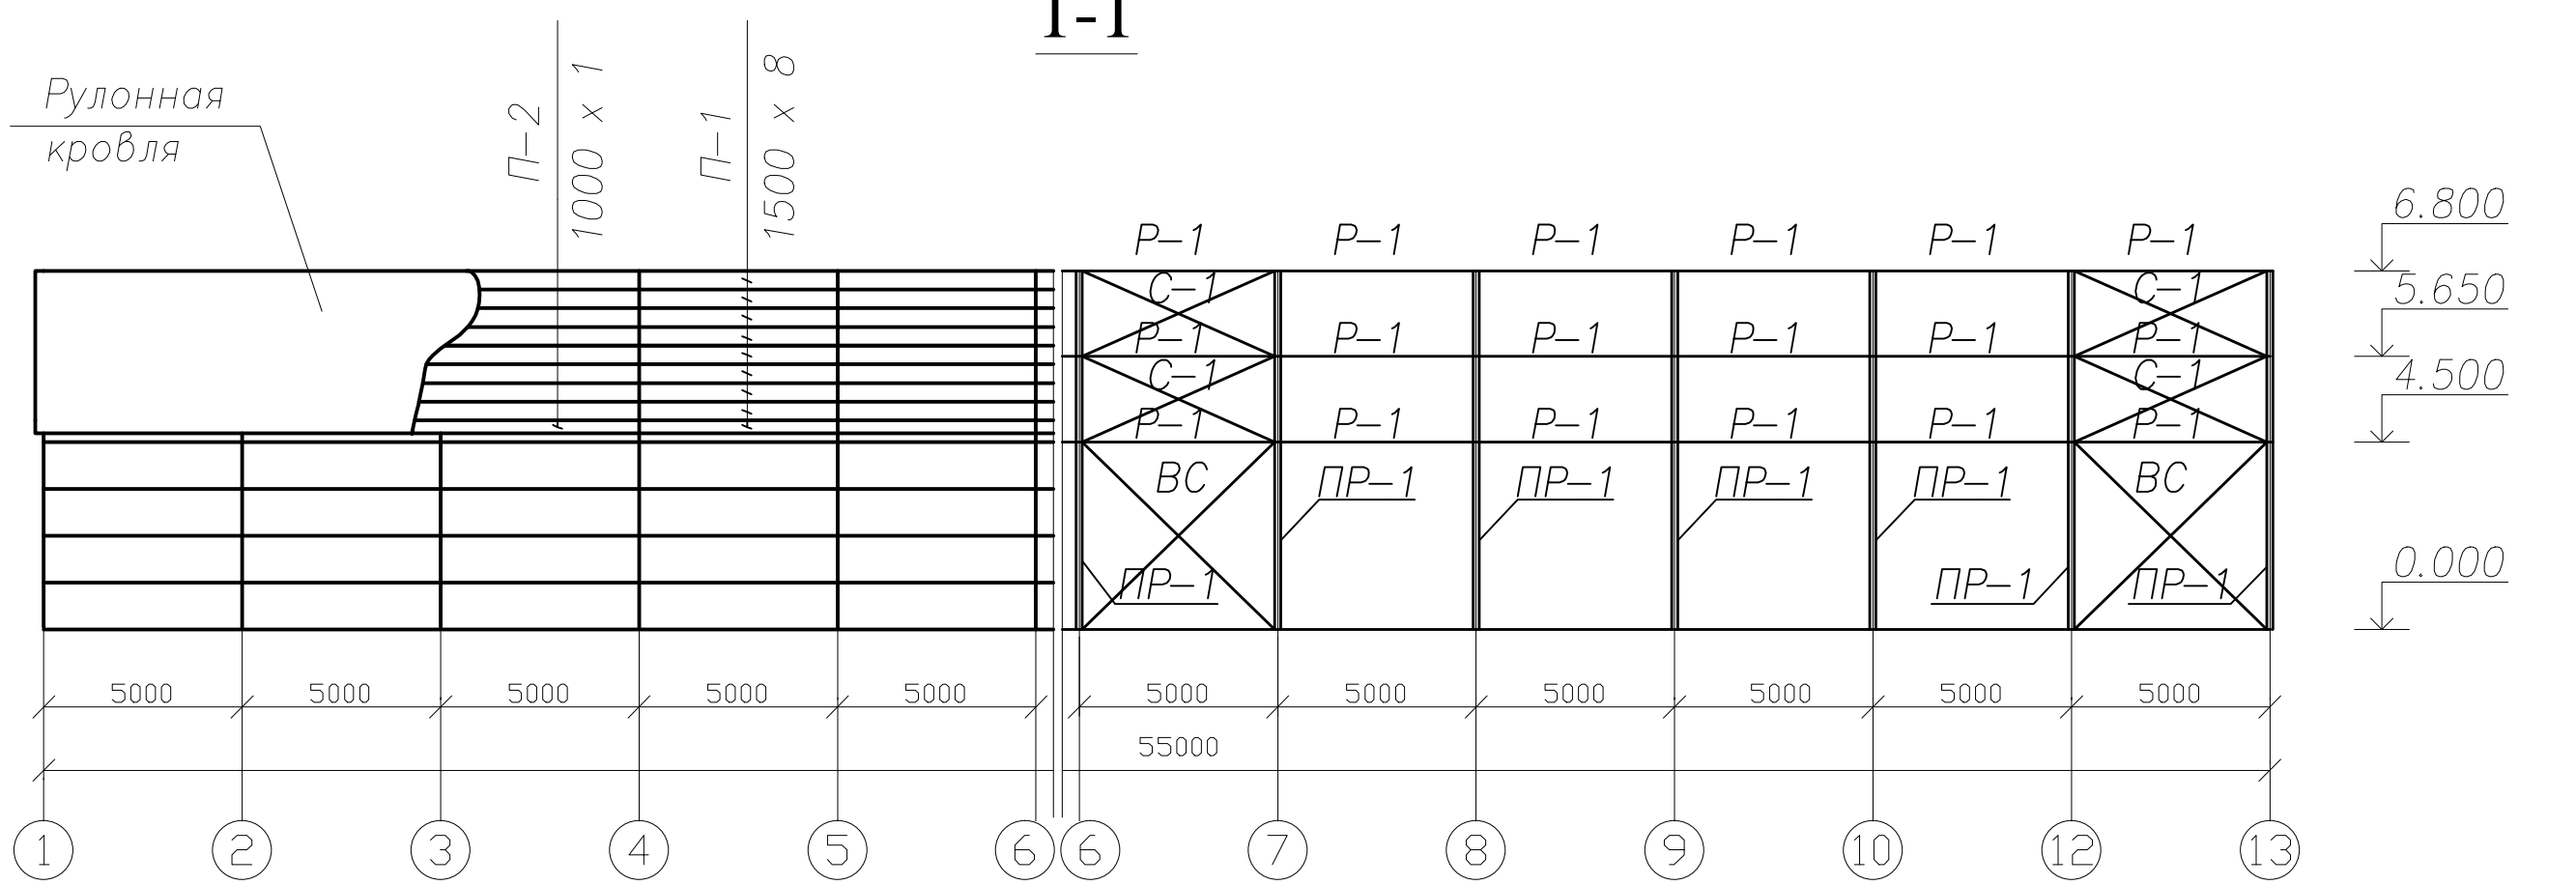 1-1
Рулонная
кровля
П-2
1000 x 1
П-1
1500 x 8
6.800
5.650
4.500
0.000
Р-1 Р-1 Р-1 Р-1 Р-1 Р-1
С-1 С-1
Р-1 Р-1 Р-1 Р-1 Р-1 Р-1
С-1 С-1
Р-1 Р-1 Р-1 Р-1 Р-1 Р-1
ВС ПР-1 ПР-1 ПР-1 ПР-1 ВС
ПР-1 ПР-1 ПР-1
5000 5000 5000 5000 5000 5000 5000 5000 5000 5000 5000
55000
1 2 3 4 5 6 6 7 8 9 10 12 13